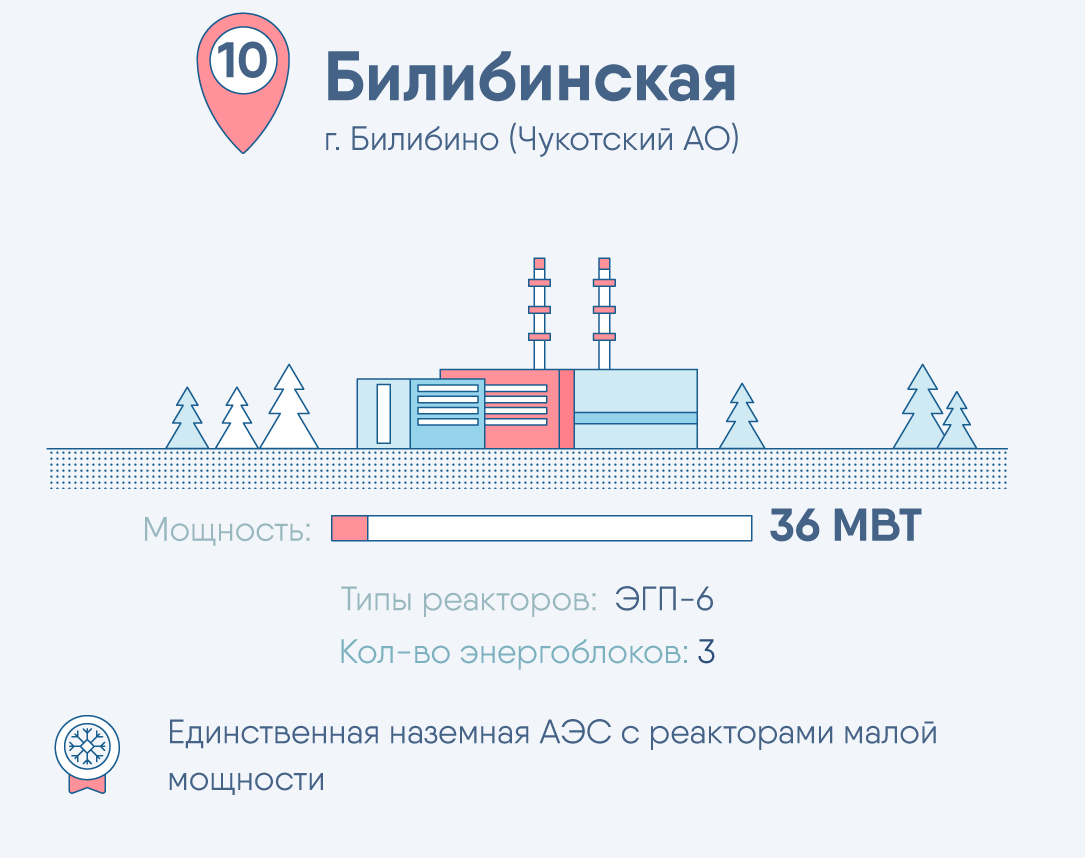 10
Билибинская
г. Билибино (Чукотский АО)
Мощность: 36 МВТ
Типы реакторов: ЭГП-6
Кол-во энергоблоков: 3
Единственная наземная АЭС с реакторами малой
мощности